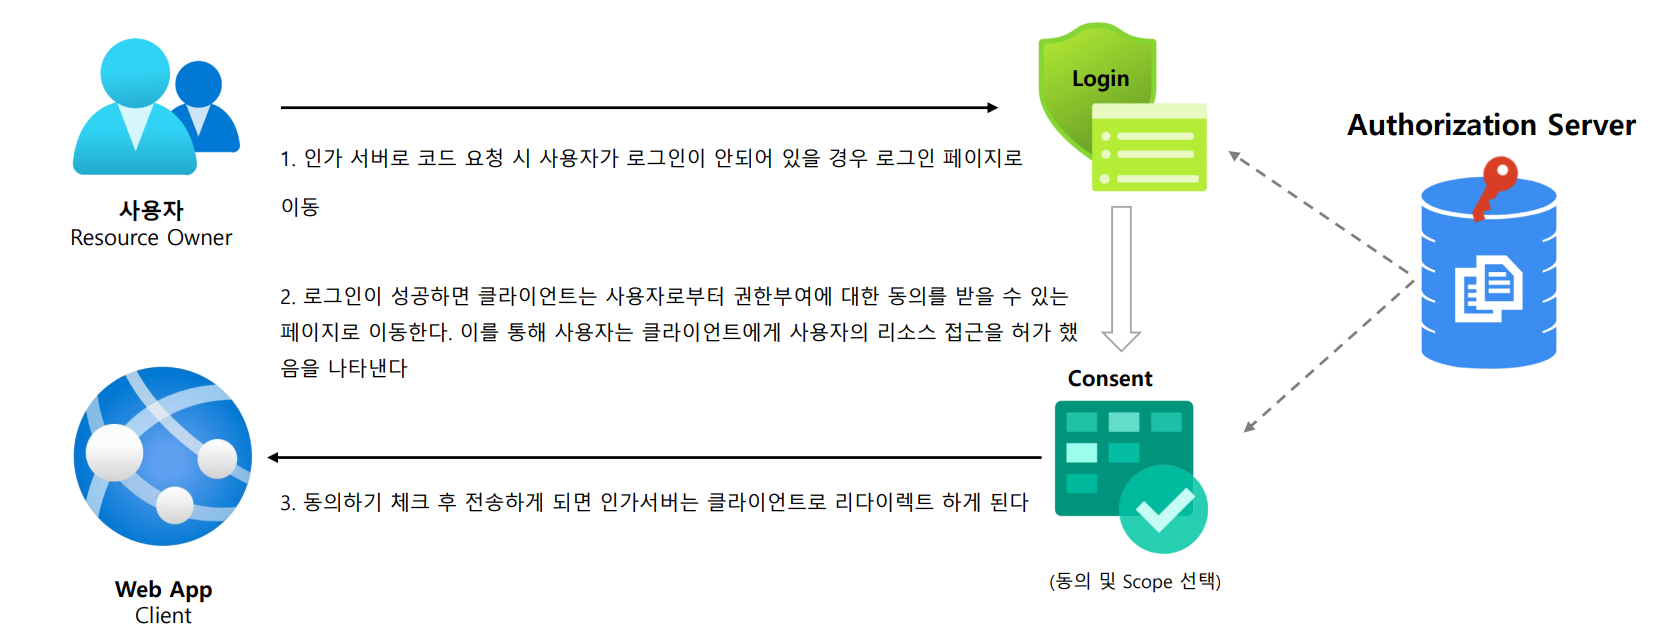 Login
Authorization Server
1. 인가 서버로 코드 요청 시 사용자가 로그인이 안되어 있을 경우 로그인 페이지로
이동
사용자
Resource Owner
2. 로그인이 성공하면 클라이언트는 사용자로부터 권한부여에 대한 동의를 받을 수 있는
페이지로 이동한다. 이를 통해 사용자는 클라이언트에게 사용자의 리소스 접근을 허가 했
음을 나타낸다
Consent
3. 동의하기 체크 후 전송하게 되면 인가서버는 클라이언트로 리다이렉트 하게 된다
(동의 및 Scope 선택)
Web App
Client